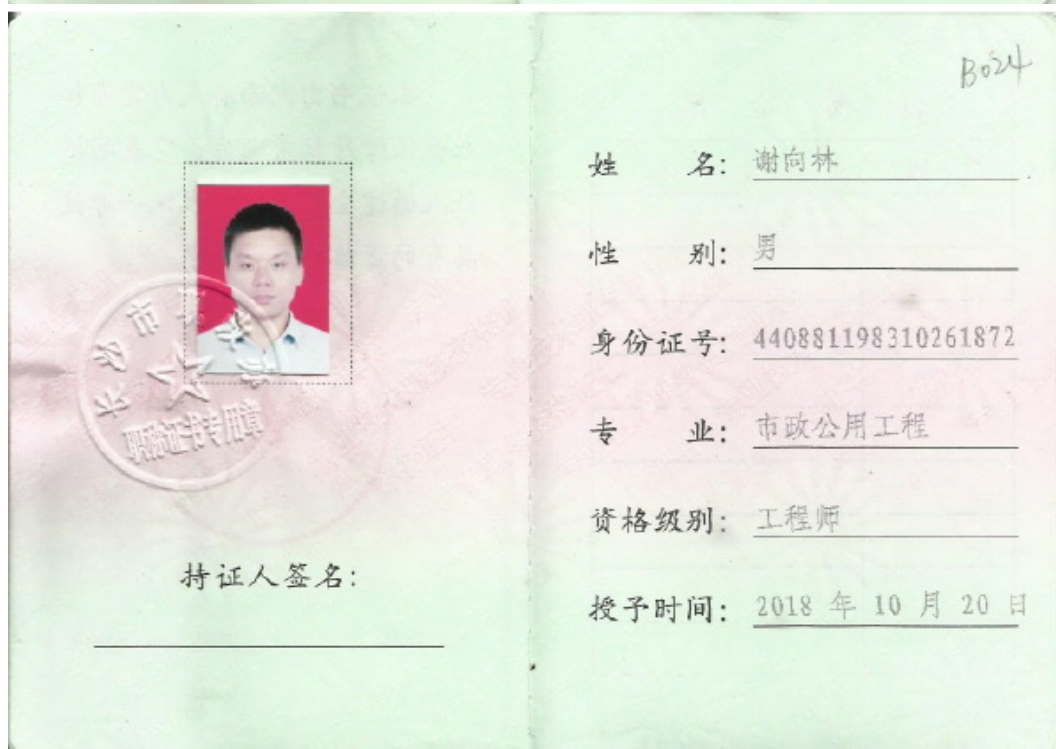 B024
姓 名: 谢向林
性 别: 男
身份证号: 440881198310261872
专 业: 市政公用工程
资格级别: 工程师
授予时间: 2018 年 10 月 20 日
持证人签名: